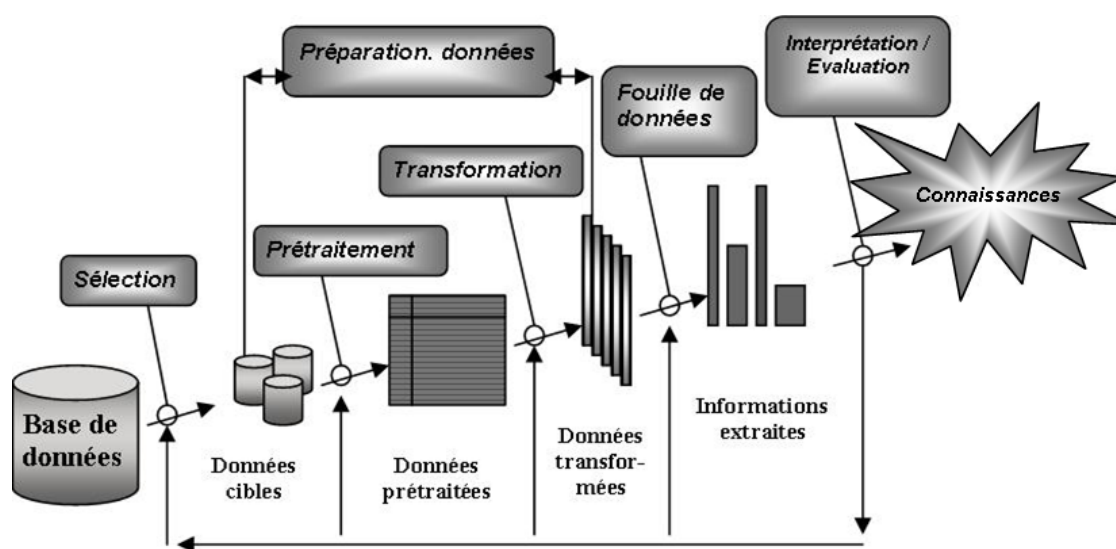 Préparation. données
Interprétation /
Evaluation
Fouille de
données
Transformation
Connaissances
Prétraitement
Sélection
Base de
données
Données
cibles
Données
prétraitées
Données
transfor-
mées
Informations
extraites